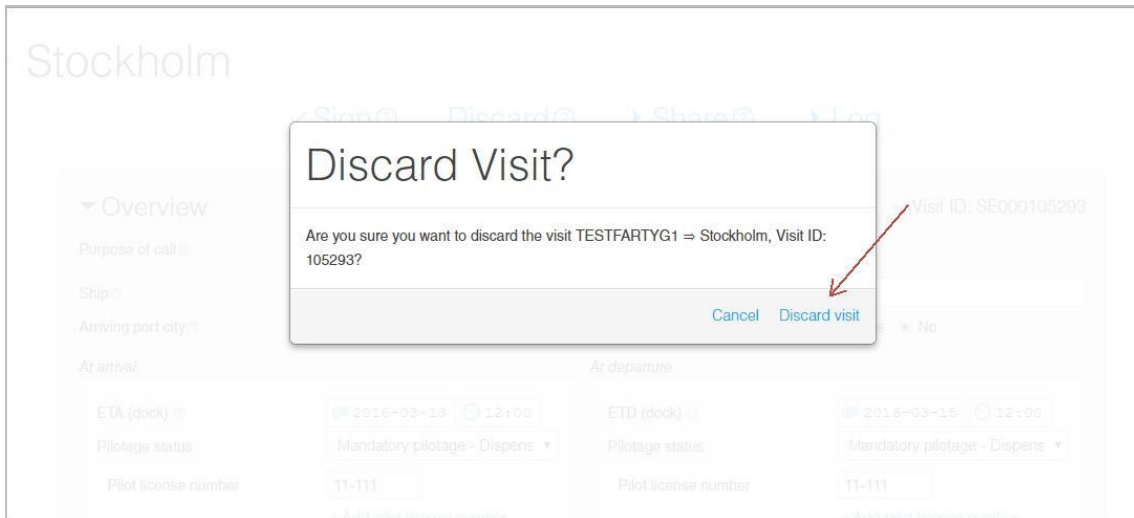 Stockholm
Sign Discard Share Log
Discard Visit?
Overview
Visit ID: SE000105293
Are you sure you want to discard the visit TESTFARTYG1 ⇒ Stockholm, Visit ID:
105293?
Purpose of call
Ship
Cancel Discard visit
Arriving port city
No
At arrival At departure
ETA (dock) 2016-03-13 12:00 ETD (dock) 2016-03-15 12:00
Pilotage status Mandatory pilotage - Dispens Pilotage status Mandatory pilotage - Dispens
Pilot license number 11-111 Pilot license number 11-111